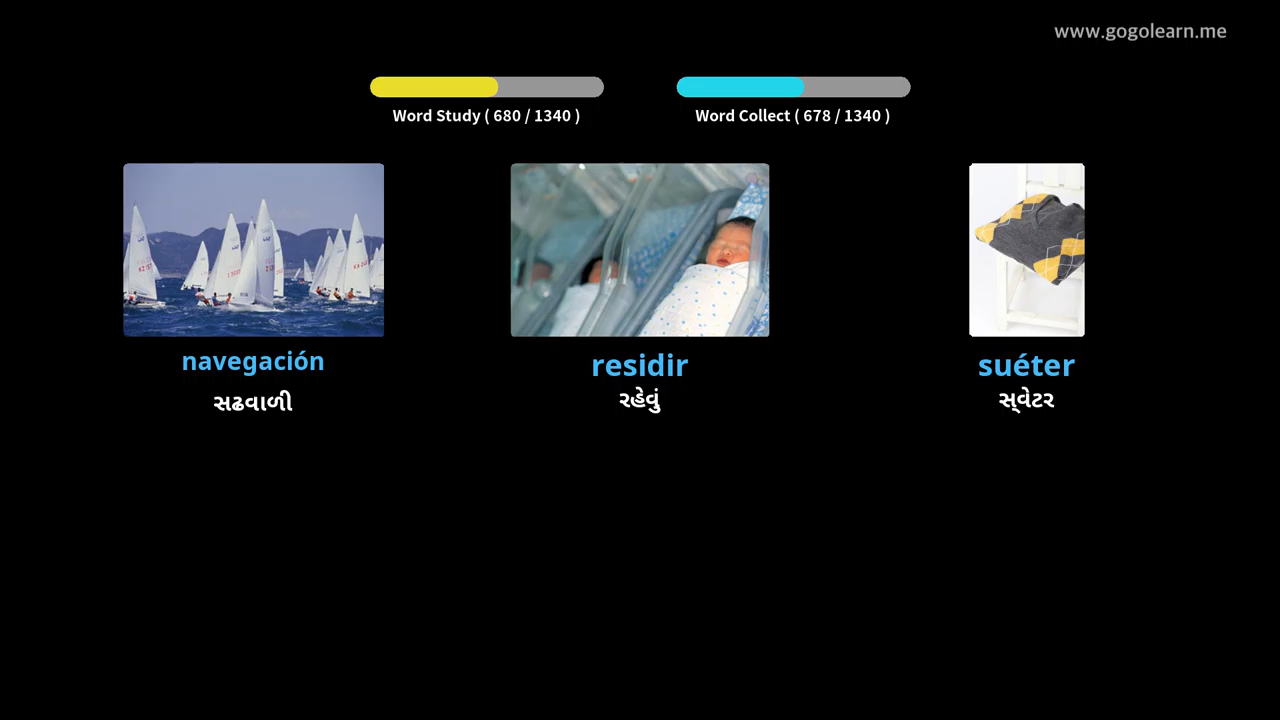 www.gogolearn.me
Word Study ( 680 / 1340 )
Word Collect ( 678 / 1340 )
navegación
residir
suéter
સઢવાળી
રહેવું
સ્વેટર